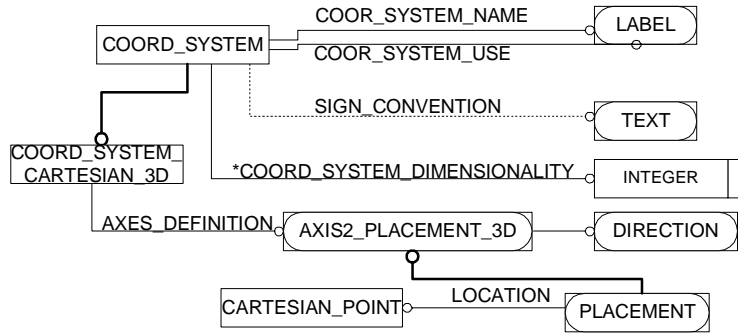 COOR_SYSTEM_NAME
LABEL
COORD_SYSTEM
COOR_SYSTEM_USE
SIGN_CONVENTION
TEXT
COORD_SYSTEM_
CARTESIAN_3D
*COORD_SYSTEM_DIMENSIONALITY
INTEGER
AXES_DEFINITION
AXIS2_PLACEMENT_3D
DIRECTION
LOCATION
CARTESIAN_POINT
PLACEMENT